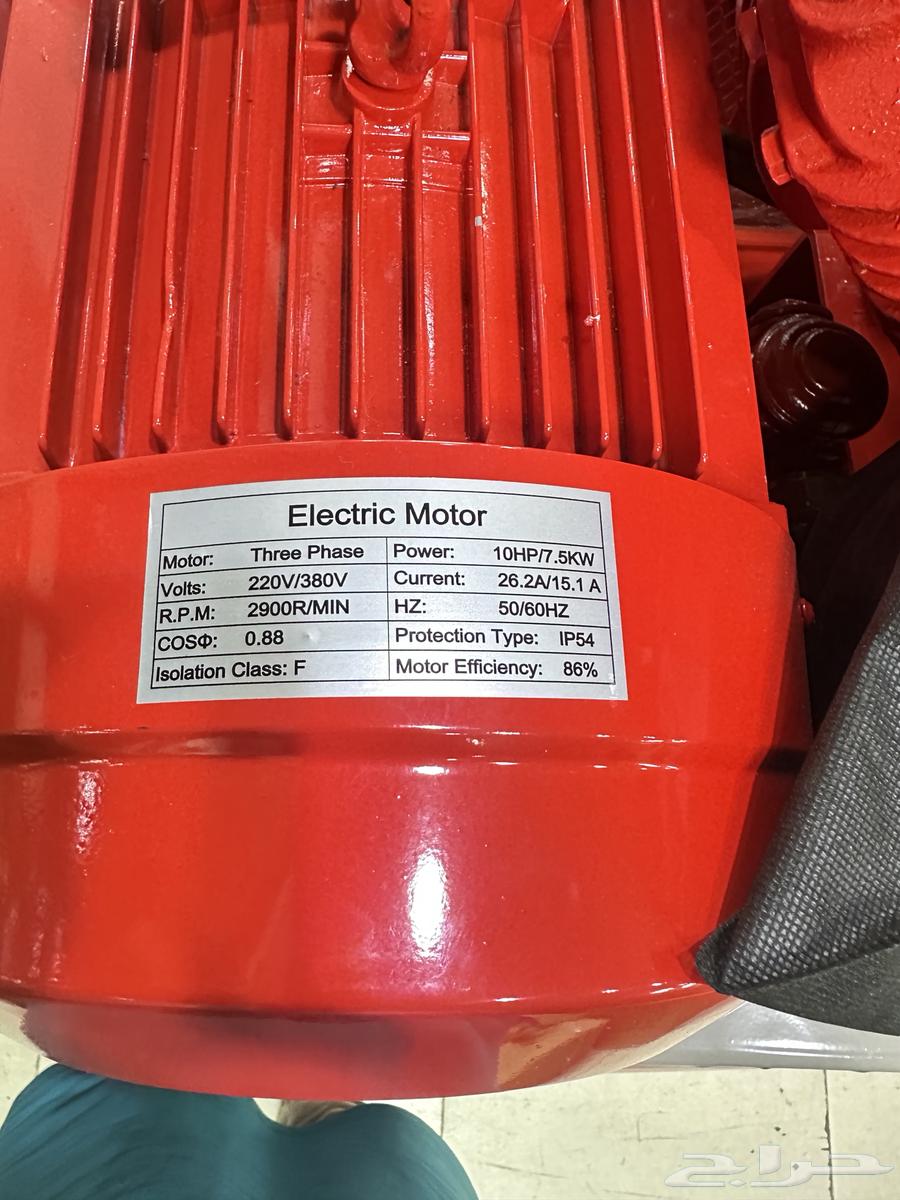 Electric Motor
Motor: Three Phase Power: 10HP/7.5KW
Volts: 220V/380V Current: 26.2A/15.1 A
R.P.M: 2900R/MIN HZ: 50/60HZ
COSΦ: 0.88 Protection Type: IP54
Isolation Class: F Motor Efficiency: 86%
حراج